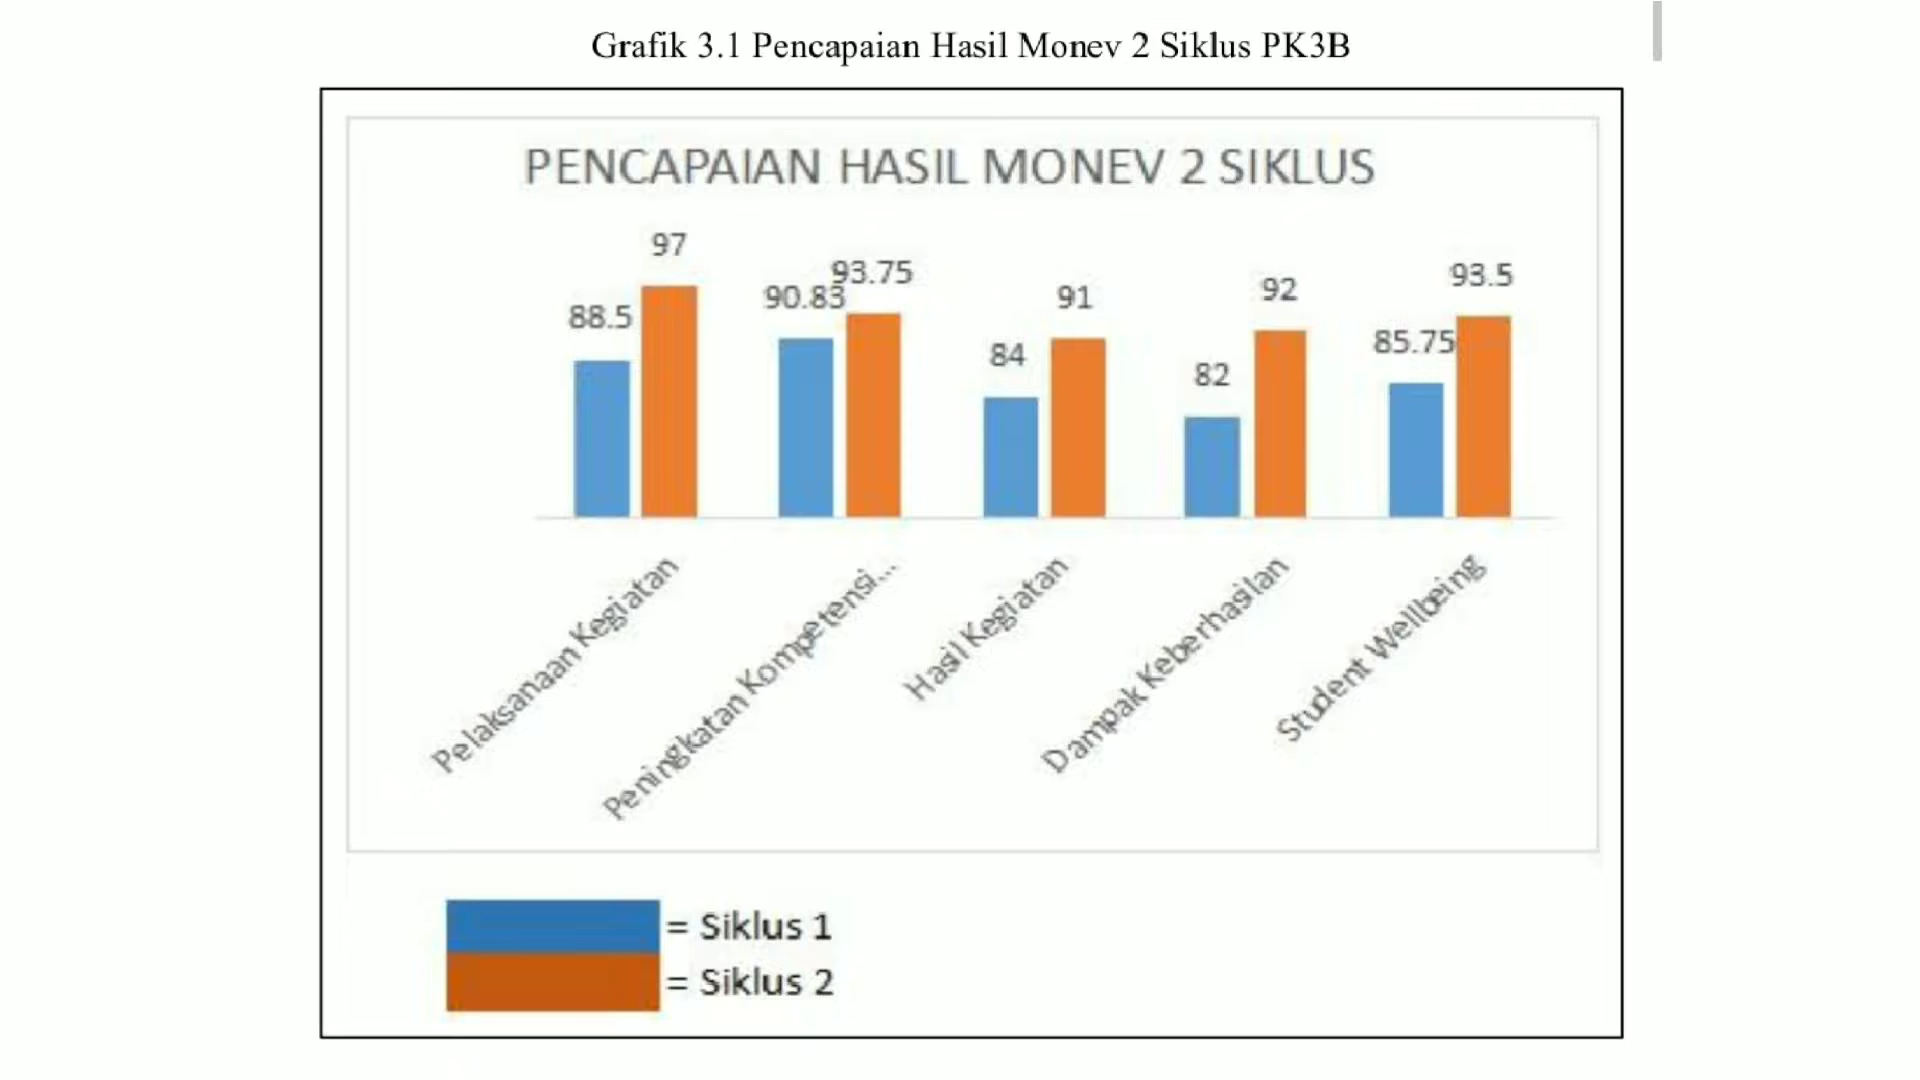 Grafik 3.1 Pencapaian Hasil Monev 2 Siklus PK3B
PENCAPAIAN HASIL MONEV 2 SIKLUS
88.5
97
90.83
93.75
84
91
82
92
85.75
93.5
Pelaksanaan Kegiatan
Peningkatan Kompetensi...
Hasil Kegiatan
Dampak Keberhasilan
Student Wellbeing
= Siklus 1
= Siklus 2